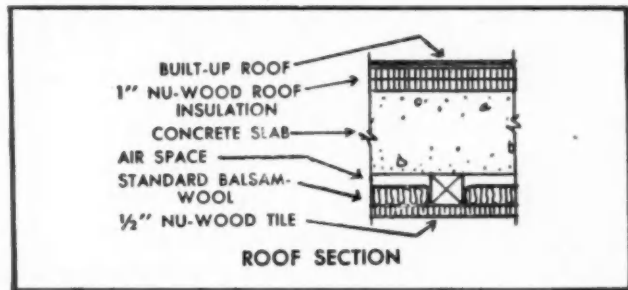 BUILT-UP ROOF
1" NU-WOOD ROOF
INSULATION
CONCRETE SLAB
AIR SPACE
STANDARD BALSAM-
WOOL
½" NU-WOOD TILE
ROOF SECTION